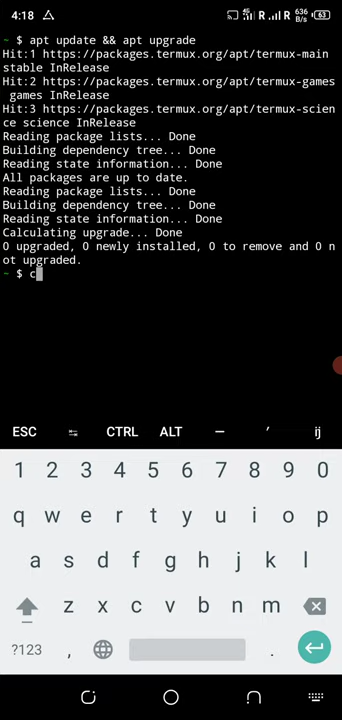 4:18 4G R R 636 B/s 63
~ $ apt update && apt upgrade
Hit:1 https://packages.termux.org/apt/termux-main
stable InRelease
Hit:2 https://packages.termux.org/apt/termux-games
games InRelease
Hit:3 https://packages.termux.org/apt/termux-scien
ce science InRelease
Reading package lists... Done
Building dependency tree... Done
Reading state information... Done
All packages are up to date.
Reading package lists... Done
Building dependency tree... Done
Reading state information... Done
Calculating upgrade... Done
0 upgraded, 0 newly installed, 0 to remove and 0 n
ot upgraded.
~ $ c
ESC CTRL ALT — ′ ij
1 2 3 4 5 6 7 8 9 0
q w e r t y u i o p
a s d f g h j k l
z x c v b n m
?123 , .